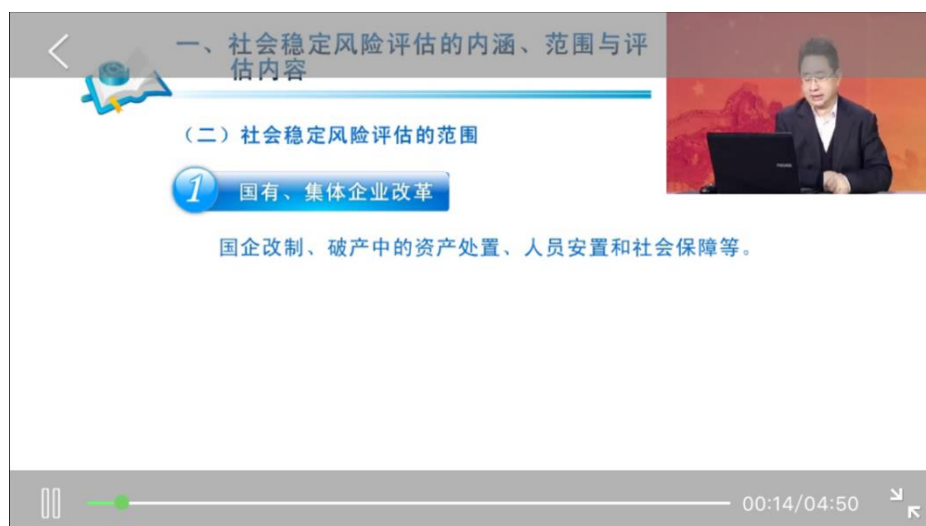 一、社会稳定风险评估的内涵、范围与评
估内容
（二）社会稳定风险评估的范围
1 国有、集体企业改革
国企改制、破产中的资产处置、人员安置和社会保障等。
00:14/04:50